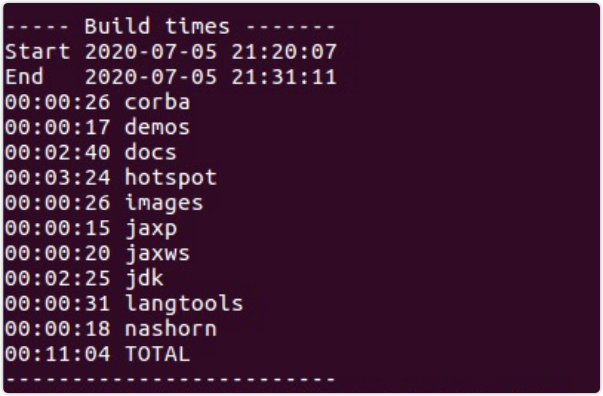 ----- Build times -------
Start 2020-07-05 21:20:07
End   2020-07-05 21:31:11
00:00:26 corba
00:00:17 demos
00:02:40 docs
00:03:24 hotspot
00:00:26 images
00:00:15 jaxp
00:00:20 jaxws
00:02:25 jdk
00:00:31 langtools
00:00:18 nashorn
00:11:04 TOTAL
-------------------------